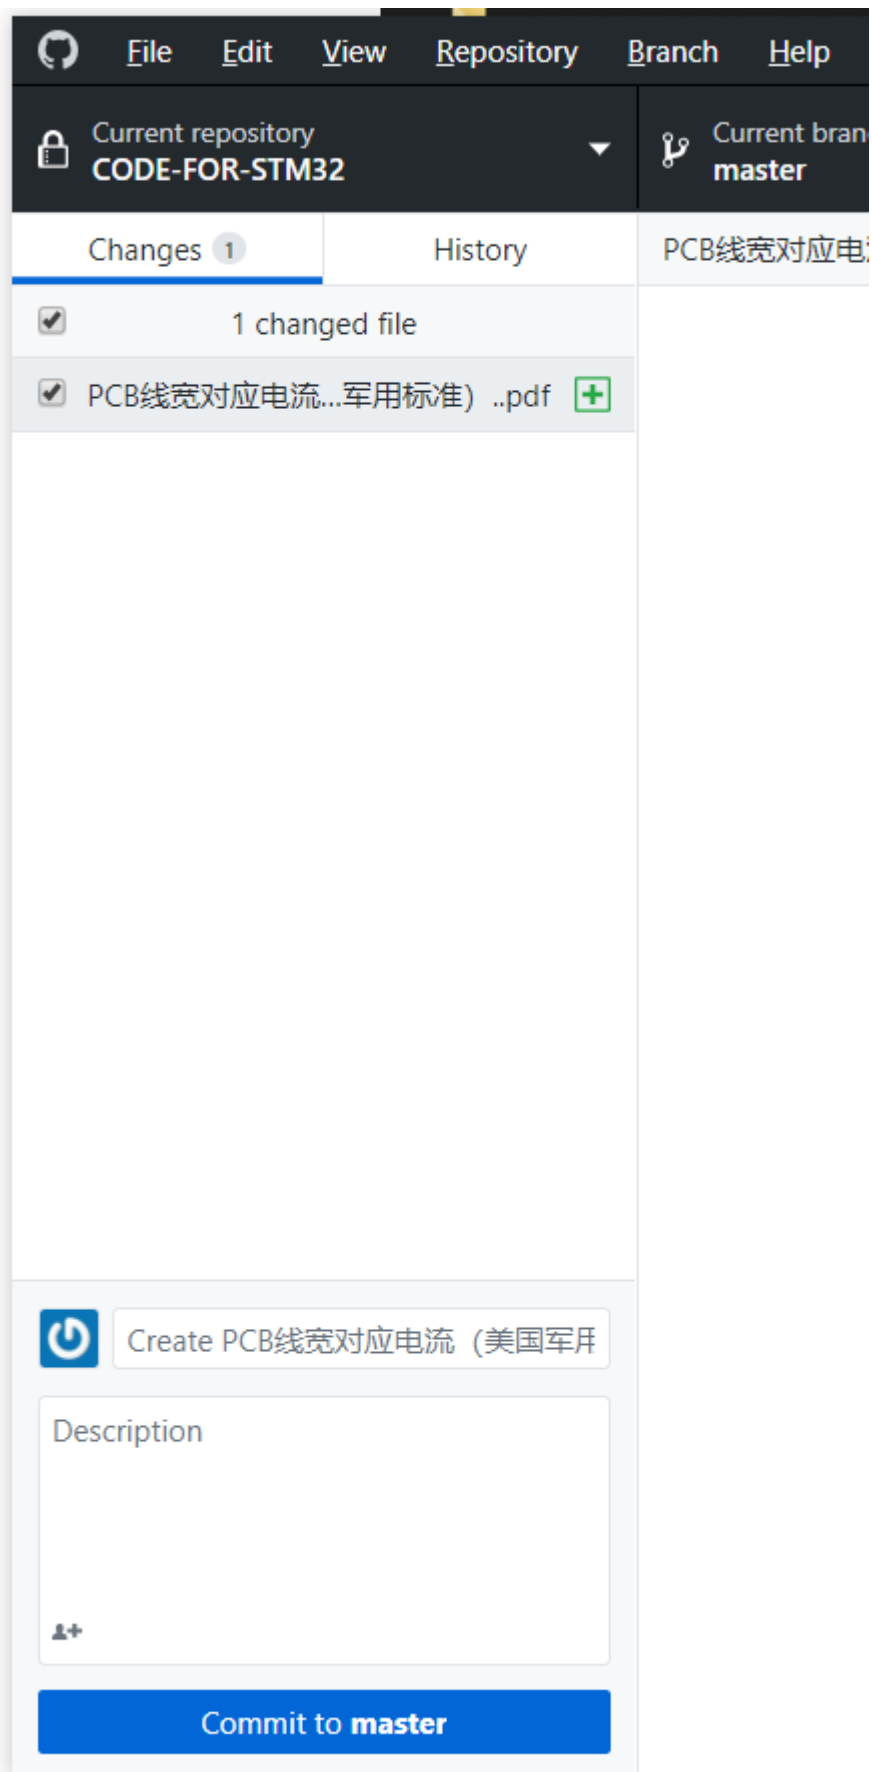 File Edit View Repository Branch Help
Current repository
CODE-FOR-STM32
Current bran
master
Changes 1 History
PCB线宽对应电
1 changed file
PCB线宽对应电流...军用标准）..pdf
Create PCB线宽对应电流（美国军用
Description
Commit to master